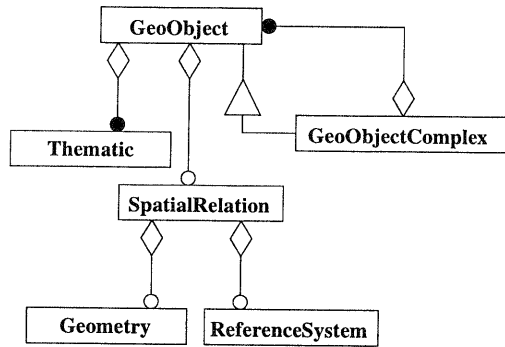 GeoObject
Thematic
GeoObjectComplex
SpatialRelation
Geometry
ReferenceSystem